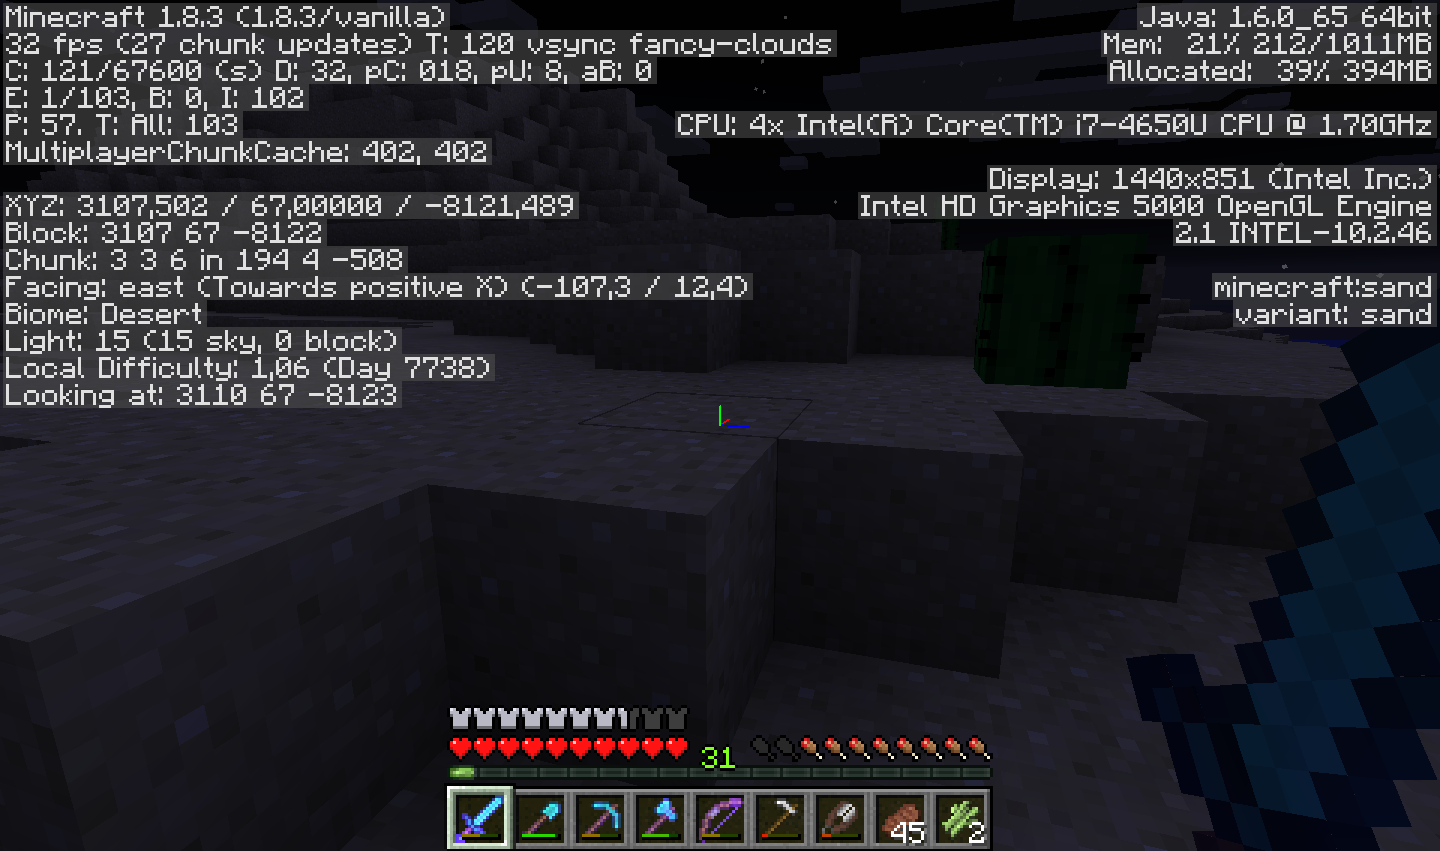 Minecraft 1.8.3 (1.8.3/vanilla)
32 fps (27 chunk updates) T: 120 vsync fancy-clouds
C: 121/67600 (s) D: 32, pC: 018, pU: 8, aB: 0
E: 1/103, B: 0, I: 102
P: 57. T: All: 103
MultiplayerChunkCache: 402, 402
XYZ: 3107,502 / 67,00000 / -8121,489
Block: 3107 67 -8122
Chunk: 3 3 6 in 194 4 -508
Facing: east (Towards positive X) (-107,3 / 12,4)
Biome: Desert
Light: 15 (15 sky, 0 block)
Local Difficulty: 1,06 (Day 7738)
Looking at: 3110 67 -8123
Java: 1.6.0_65 64bit
Mem: 21% 212/1011MB
Allocated: 39% 394MB
CPU: 4x Intel(R) Core(TM) i7-4650U CPU @ 1.70GHz
Display: 1440x851 (Intel Inc.)
Intel HD Graphics 5000 OpenGL Engine
2.1 INTEL-10.2.46
minecraft:sand
variant: sand
31
45
2